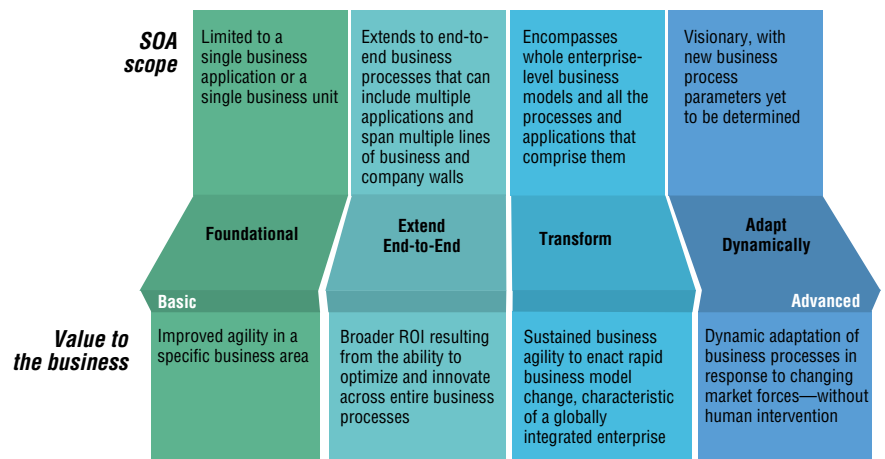 SOA
scope
Limited to a
single business
application or a
single business unit
Extends to end-to-
end business
processes that can
include multiple
applications and
span multiple lines
of business and
company walls
Encompasses
whole enterprise-
level business
models and all the
processes and
applications that
comprise them
Visionary, with
new business
process
parameters yet
to be determined
Foundational
Extend
End-to-End
Transform
Adapt
Dynamically
Basic
Advanced
Value to
the business
Improved agility in a
specific business area
Broader ROI resulting
from the ability to
optimize and innovate
across entire business
processes
Sustained business
agility to enact rapid
business model
change, characteristic
of a globally
integrated enterprise
Dynamic adaptation of
business processes in
response to changing
market forces—without
human intervention